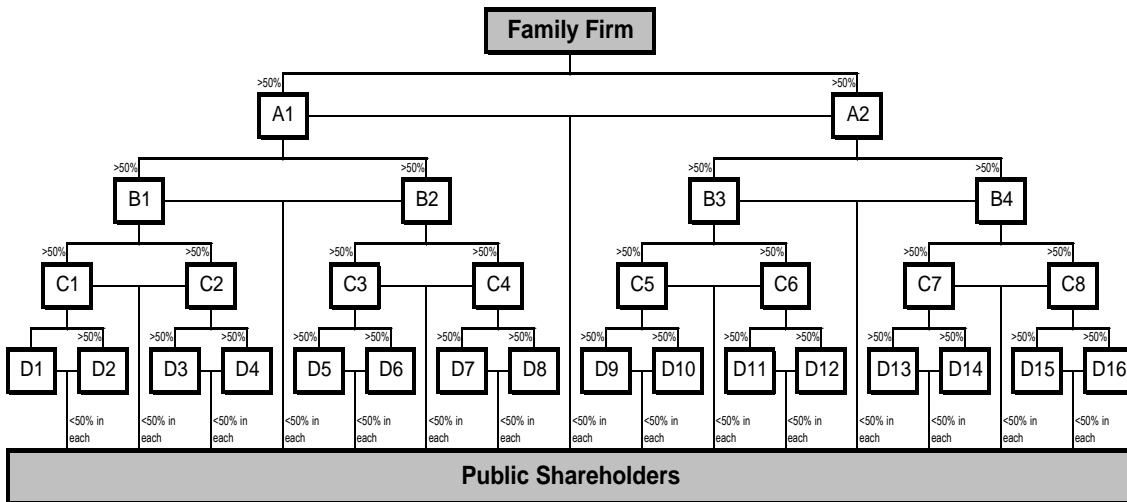 Family Firm
>50% >50%
A1 A2
>50% >50% >50% >50%
B1 B2 B3 B4
>50% >50% >50% >50% >50% >50% >50% >50%
C1 C2 C3 C4 C5 C6 C7 C8
>50% >50% >50% >50% >50% >50% >50% >50% >50% >50% >50% >50% >50% >50% >50%
D1 D2 D3 D4 D5 D6 D7 D8 D9 D10 D11 D12 D13 D14 D15 D16
<50% in <50% in <50% in <50% in <50% in <50% in <50% in <50% in <50% in <50% in <50% in <50% in <50% in <50% in <50% in
each each each each each each each each each each each each each each each
Public Shareholders